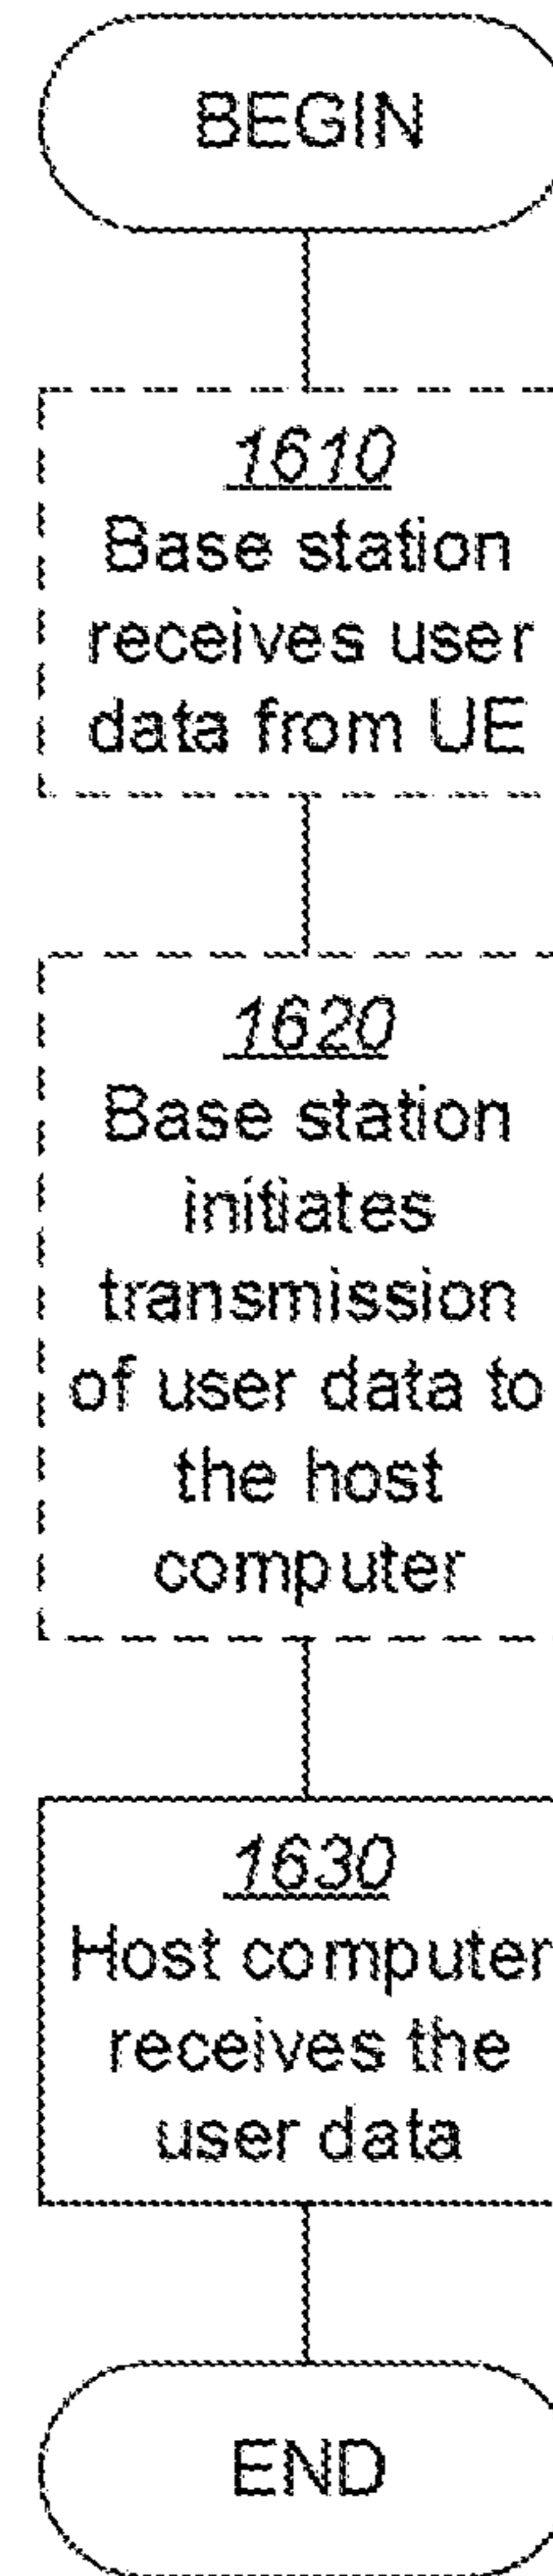 BEGIN
1610
Base station
receives user
data from UE
1620
Base station
initiates
transmission
of user data to
the host
computer
1630
Host computer
receives the
user data
END